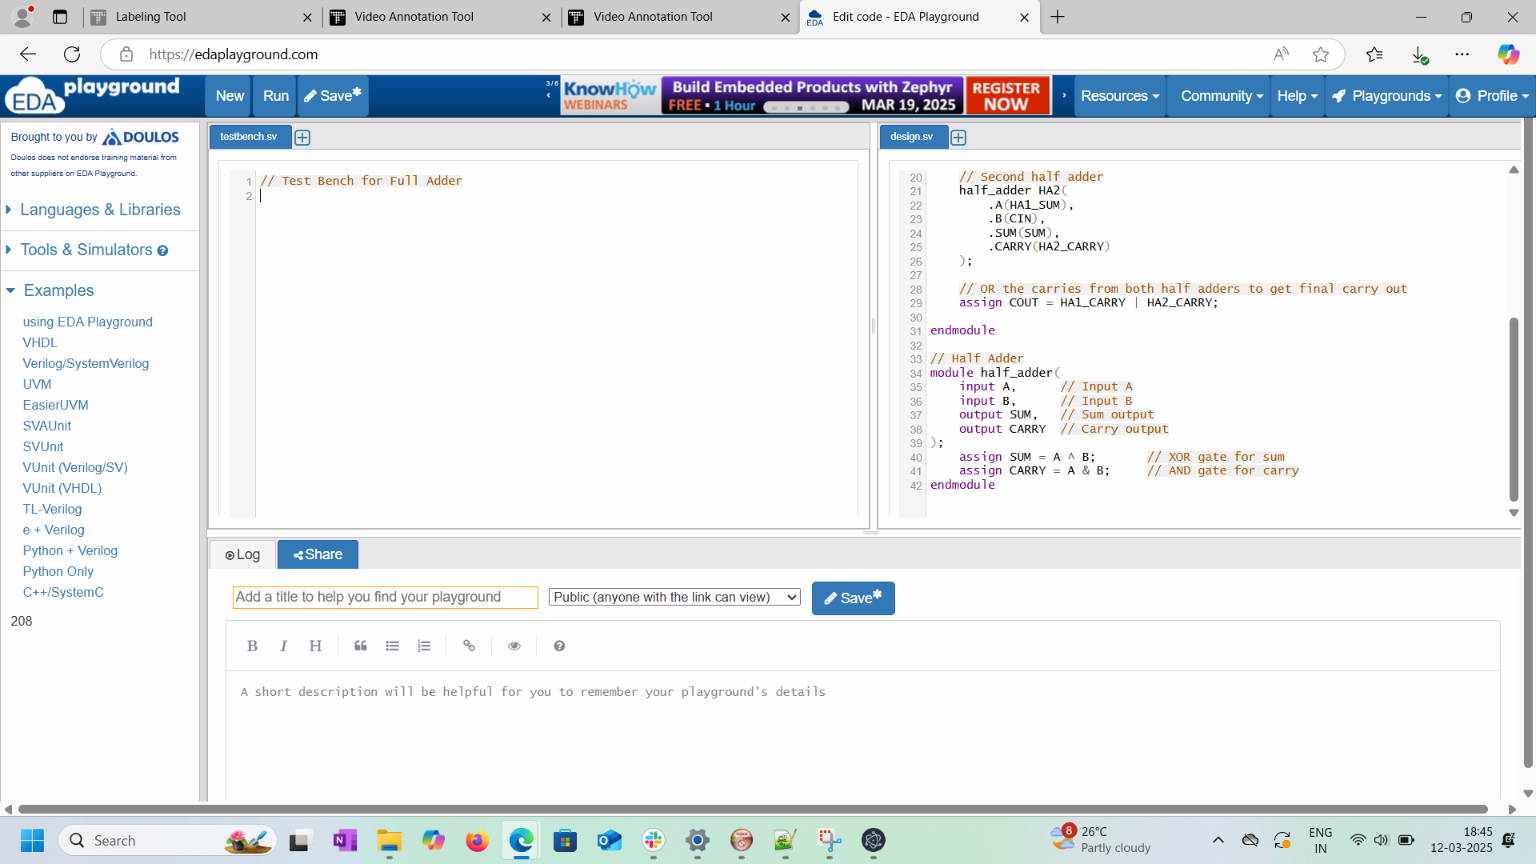 Labeling Tool
Video Annotation Tool
Video Annotation Tool
EDA
Edit code - EDA Playground
https://edaplayground.com
EDA playground
New
Run
Save*
3/6
KnowHow WEBINARS
Build Embedded Products with Zephyr
FREE • 1 Hour
MAR 19, 2025
REGISTER NOW
Resources
Community
Help
Playgrounds
Profile
Brought to you by DOULOS
Doulos does not endorse training material from
other suppliers on EDA Playground.
Languages & Libraries
Tools & Simulators
Examples
using EDA Playground
VHDL
Verilog/SystemVerilog
UVM
EasierUVM
SVAUnit
SVUnit
VUnit (Verilog/SV)
VUnit (VHDL)
TL-Verilog
e + Verilog
Python + Verilog
Python Only
C++/SystemC
208
testbench.sv
1 // Test Bench for Full Adder
2
design.sv
20 // Second half adder
21 half_adder HA2(
22 .A(HA1_SUM),
23 .B(CIN),
24 .SUM(SUM),
25 .CARRY(HA2_CARRY)
26 );
27
28 // OR the carries from both half adders to get final carry out
29 assign COUT = HA1_CARRY | HA2_CARRY;
30
31 endmodule
32
33 // Half Adder
34 module half_adder(
35 input A, // Input A
36 input B, // Input B
37 output SUM, // Sum output
38 output CARRY // Carry output
39 );
40 assign SUM = A ^ B; // XOR gate for sum
41 assign CARRY = A & B; // AND gate for carry
42 endmodule
Log
Share
Add a title to help you find your playground
Public (anyone with the link can view)
Save*
B I H
A short description will be helpful for you to remember your playground's details
Search
8
26°C
Partly cloudy
ENG
IN
18:45
12-03-2025